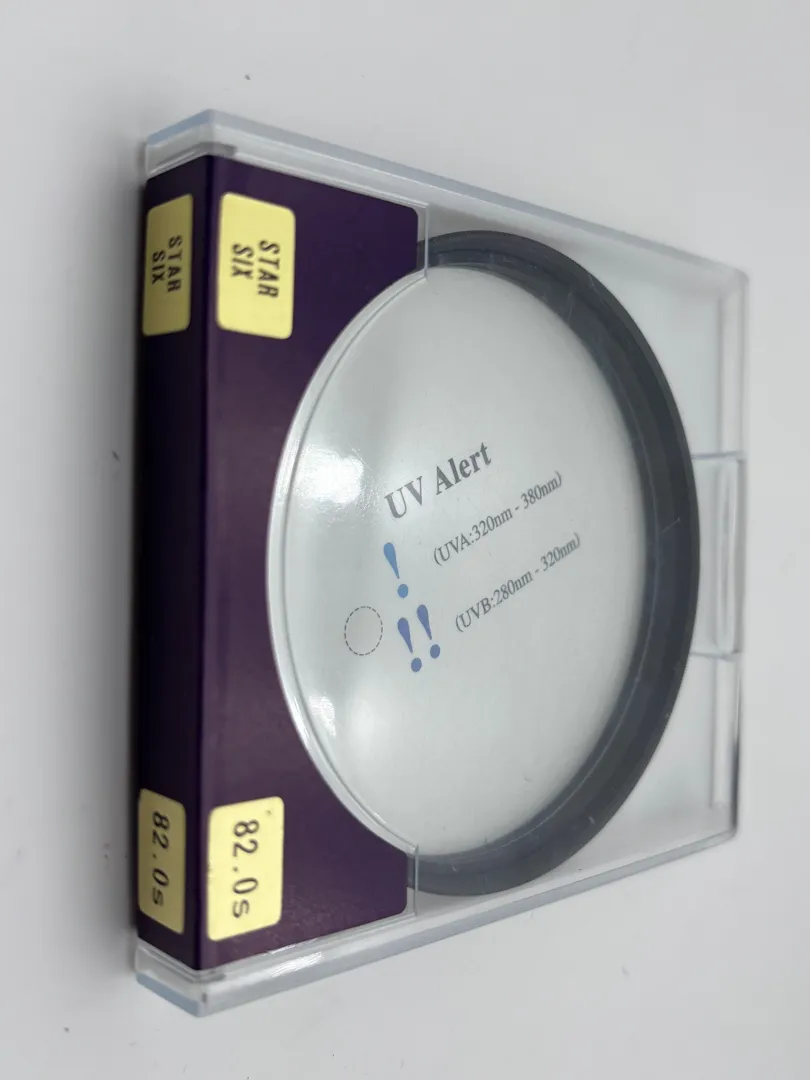 STAR
SIX
STAR
SIX
UV Alert
! (UVA:320nm - 380nm)
!! (UVB:280nm - 320nm)
82.0s
82.0s